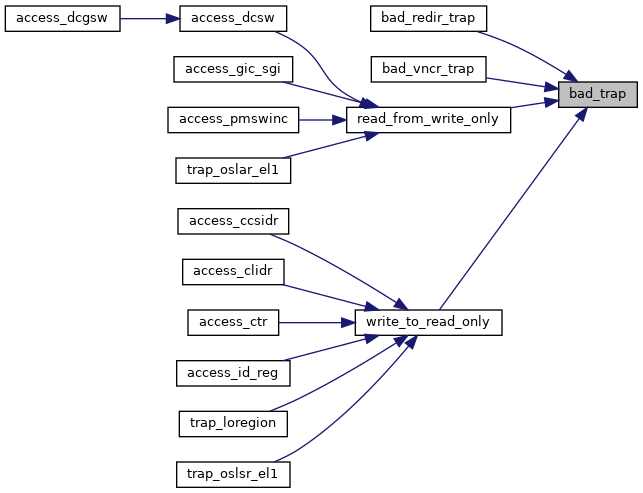 access_dcgsw
access_dcsw
bad_redir_trap
access_gic_sgi
bad_vncr_trap
bad_trap
access_pmswinc
read_from_write_only
trap_oslar_el1
access_ccsidr
access_clidr
access_ctr
write_to_read_only
access_id_reg
trap_loregion
trap_oslsr_el1